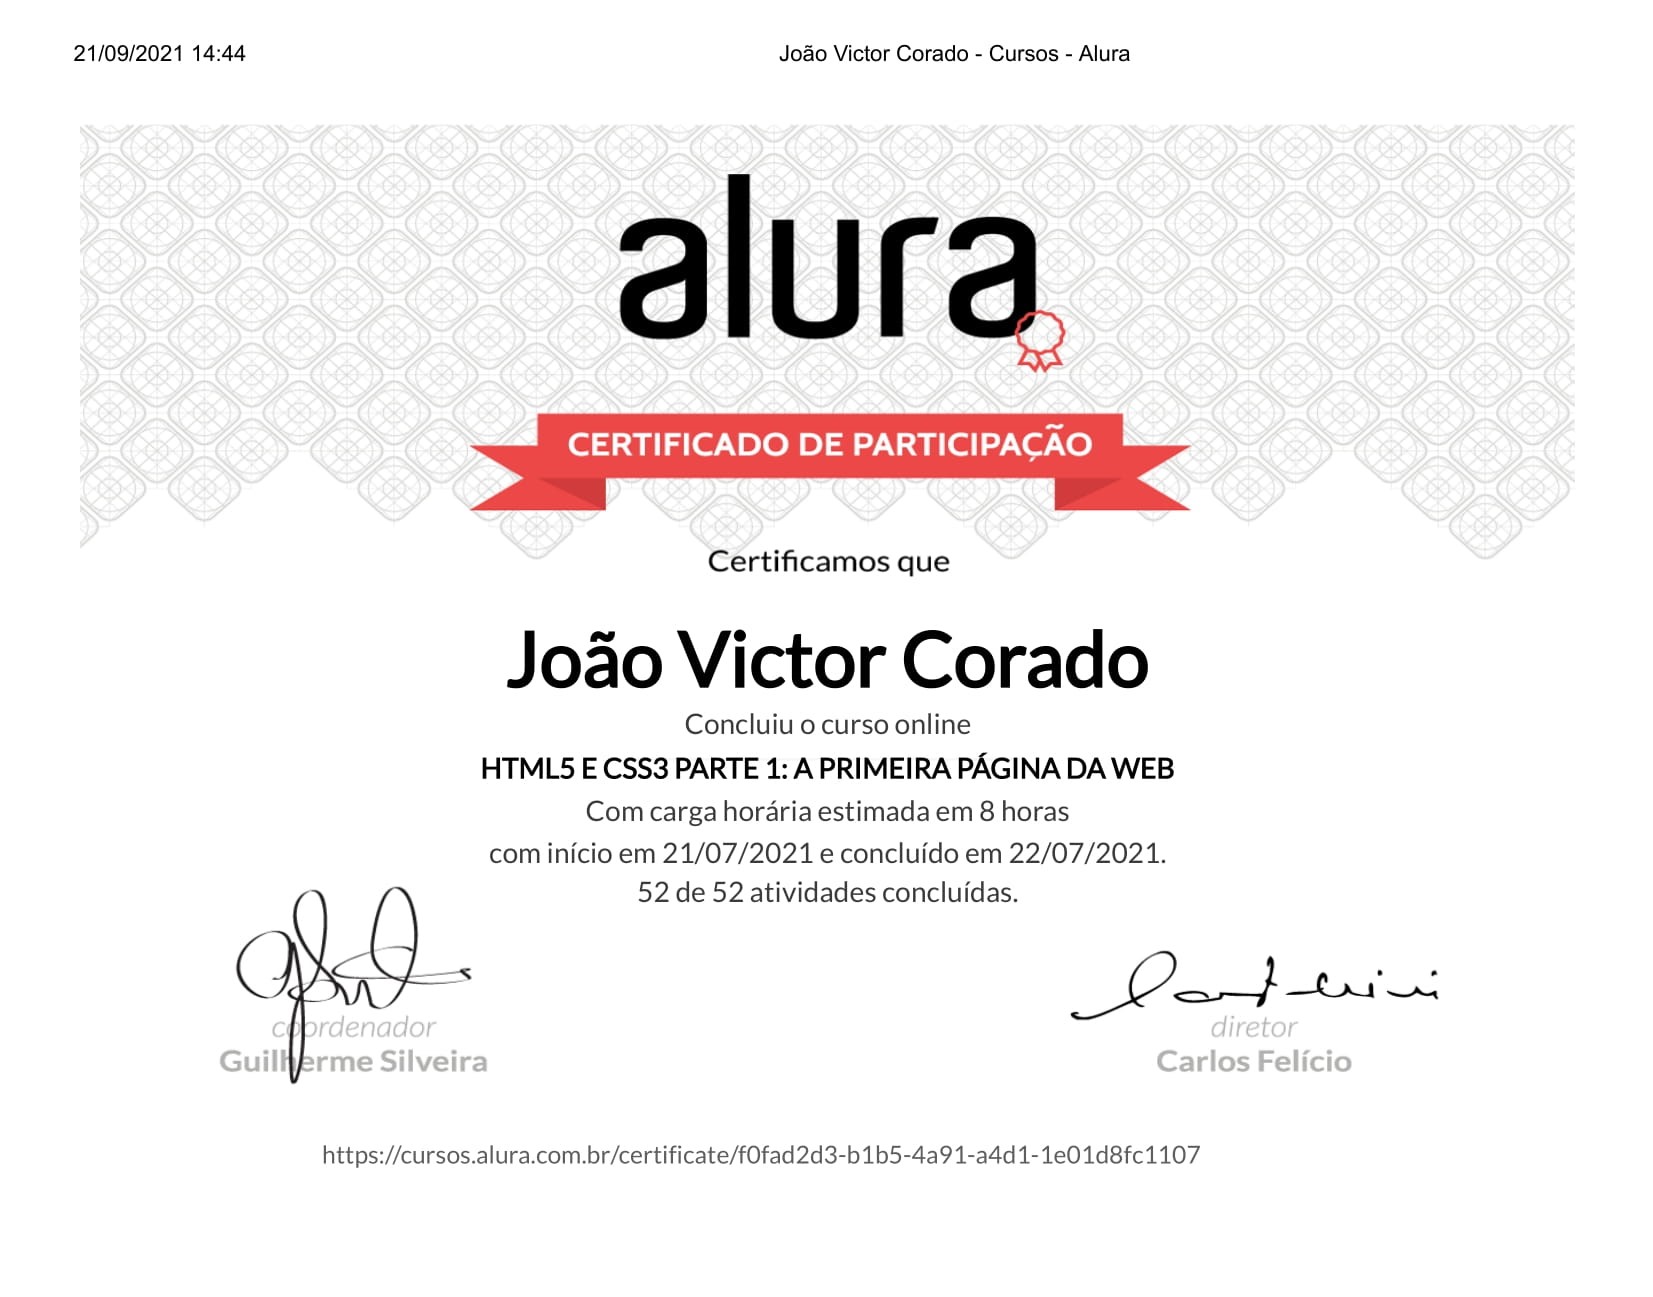 21/09/2021 14:44
João Victor Corado - Cursos - Alura
alura
CERTIFICADO DE PARTICIPAÇÃO
Certificamos que
João Victor Corado
Concluiu o curso online
HTML5 E CSS3 PARTE 1: A PRIMEIRA PÁGINA DA WEB
Com carga horária estimada em 8 horas
com início em 21/07/2021 e concluído em 22/07/2021.
52 de 52 atividades concluídas.
coordenador
Guilherme Silveira
diretor
Carlos Felício
https://cursos.alura.com.br/certificate/f0fad2d3-b1b5-4a91-a4d1-1e01d8fc1107